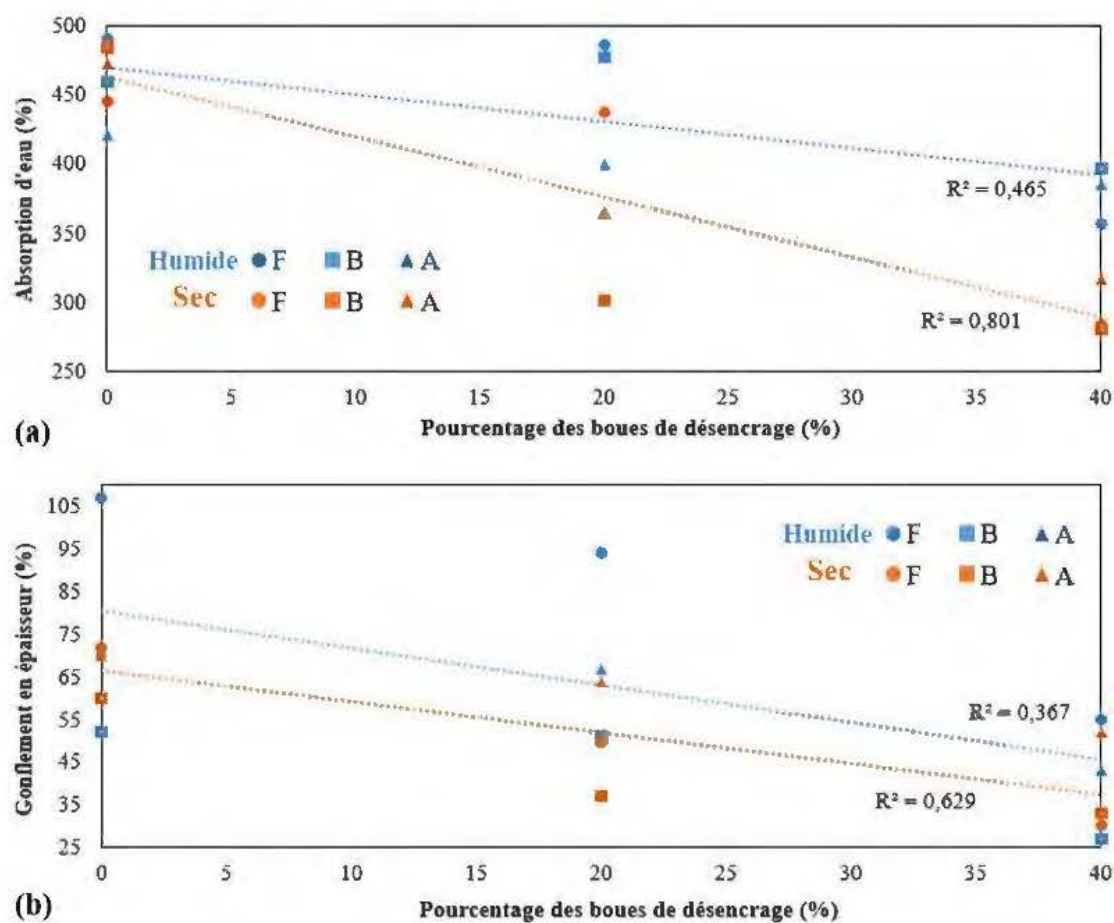 500
450
400
350
300
250
Absorption d'eau (%)
R² = 0,465
Humide F B A
Sec F B A
R² = 0,801
0 5 10 15 20 25 30 35 40
(a)
Pourcentage des boues de désencrage (%)
105
95
85
75
65
55
45
35
25
Gonflement en épaisseur (%)
Humide F B A
Sec F B A
R² = 0,367
R² = 0,629
0 5 10 15 20 25 30 35 40
(b)
Pourcentage des boues de désencrage (%)